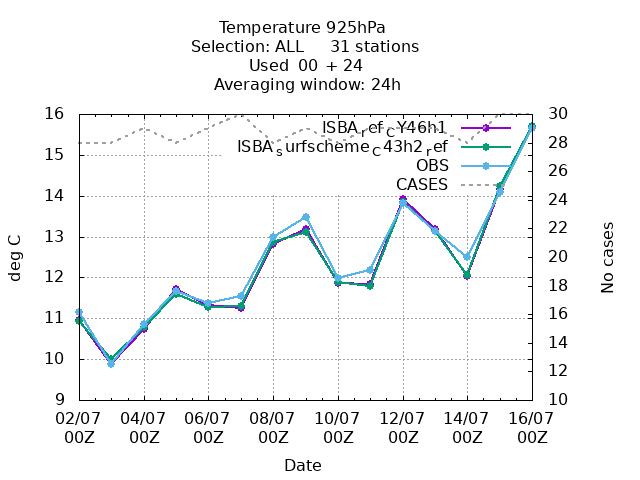 Temperature 925hPa
Selection: ALL 31 stations
Used 00 + 24
Averaging window: 24h
deg C
No cases
16
15
14
13
12
11
10
9
30
28
26
24
22
20
18
16
14
12
10
ISBA_ref_CY46h1
ISBA_surfscheme_C43h2_ref
OBS
CASES
02/07 04/07 06/07 08/07 10/07 12/07 14/07 16/07
00Z 00Z 00Z 00Z 00Z 00Z 00Z 00Z
Date